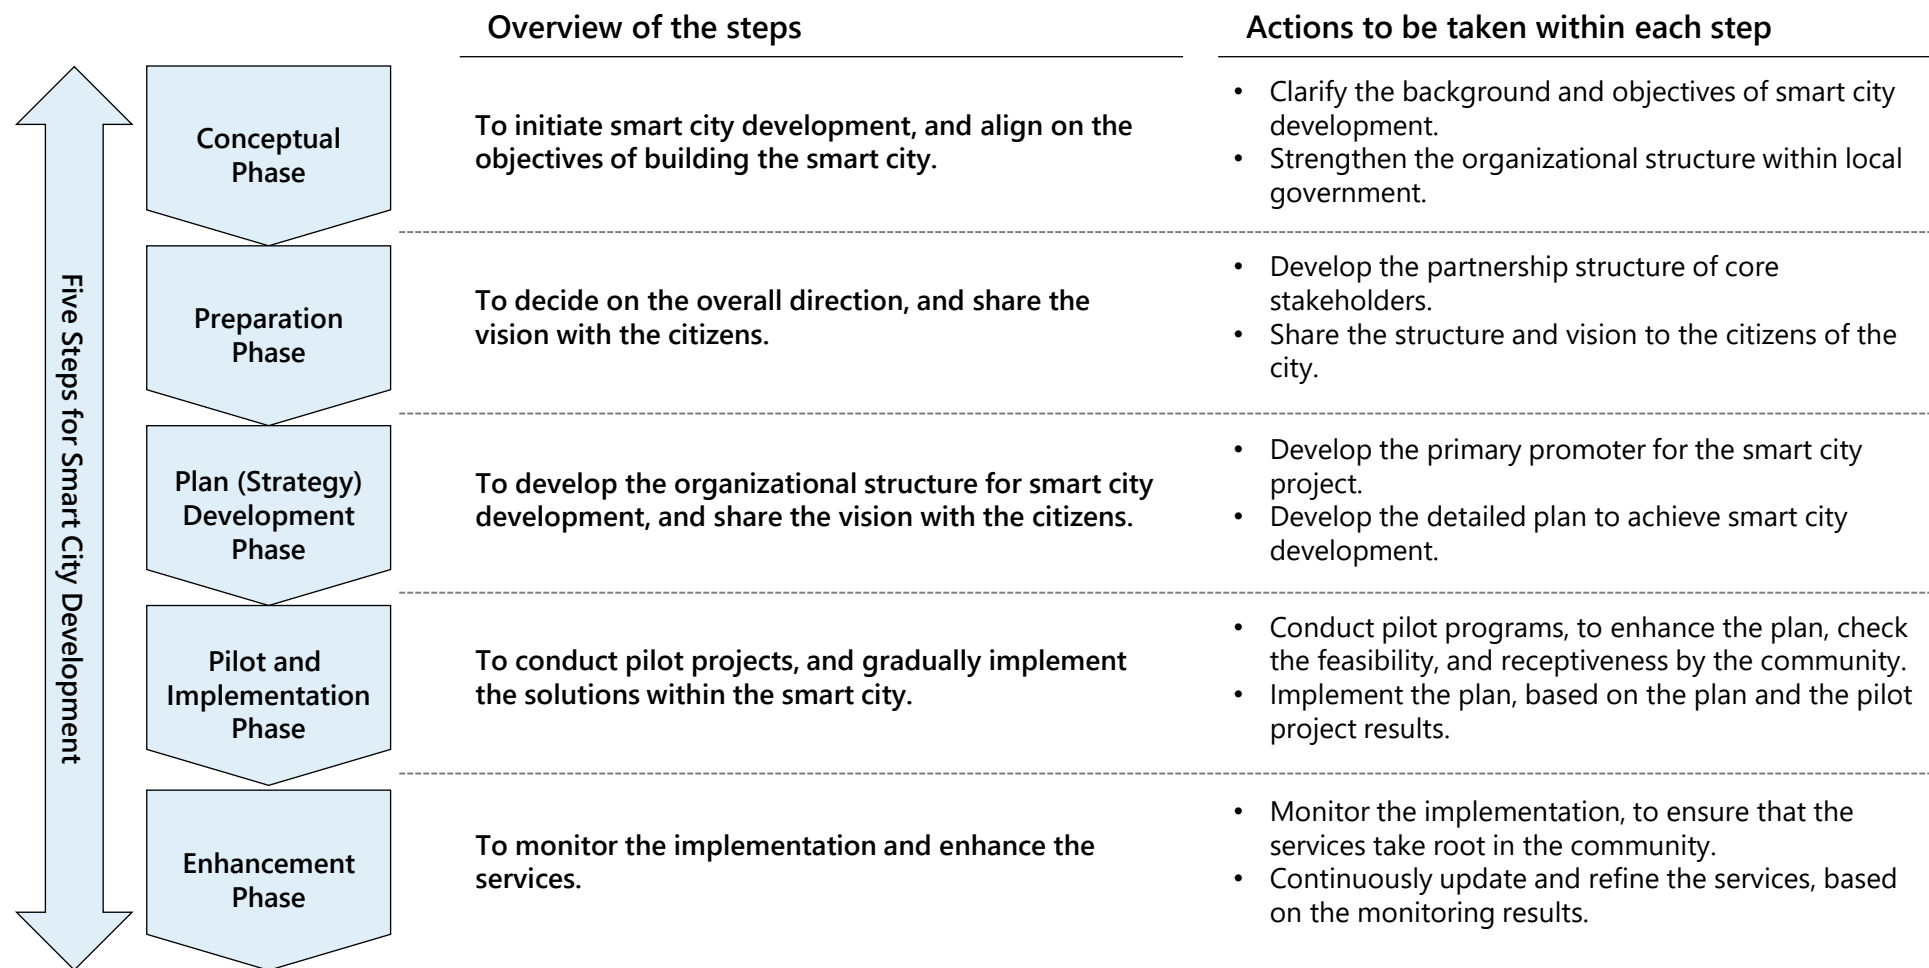 Overview of the steps
Actions to be taken within each step
Five Steps for Smart City Development
Conceptual
Phase
To initiate smart city development, and align on the
objectives of building the smart city.
• Clarify the background and objectives of smart city
development.
• Strengthen the organizational structure within local
government.
Preparation
Phase
To decide on the overall direction, and share the
vision with the citizens.
• Develop the partnership structure of core
stakeholders.
• Share the structure and vision to the citizens of the
city.
Plan (Strategy)
Development
Phase
To develop the organizational structure for smart city
development, and share the vision with the citizens.
• Develop the primary promoter for the smart city
project.
• Develop the detailed plan to achieve smart city
development.
Pilot and
Implementation
Phase
To conduct pilot projects, and gradually implement
the solutions within the smart city.
• Conduct pilot programs, to enhance the plan, check
the feasibility, and receptiveness by the community.
• Implement the plan, based on the plan and the pilot
project results.
Enhancement
Phase
To monitor the implementation and enhance the
services.
• Monitor the implementation, to ensure that the
services take root in the community.
• Continuously update and refine the services, based
on the monitoring results.